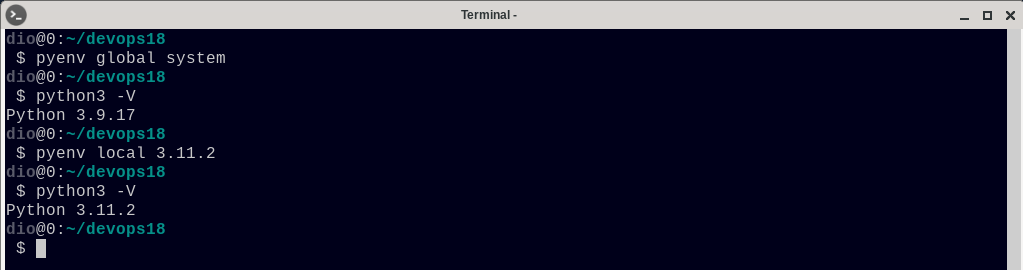 Terminal -
dio@0:~/devops18
$ pyenv global system
dio@0:~/devops18
$ python3 -V
Python 3.9.17
dio@0:~/devops18
$ pyenv local 3.11.2
dio@0:~/devops18
$ python3 -V
Python 3.11.2
dio@0:~/devops18
$